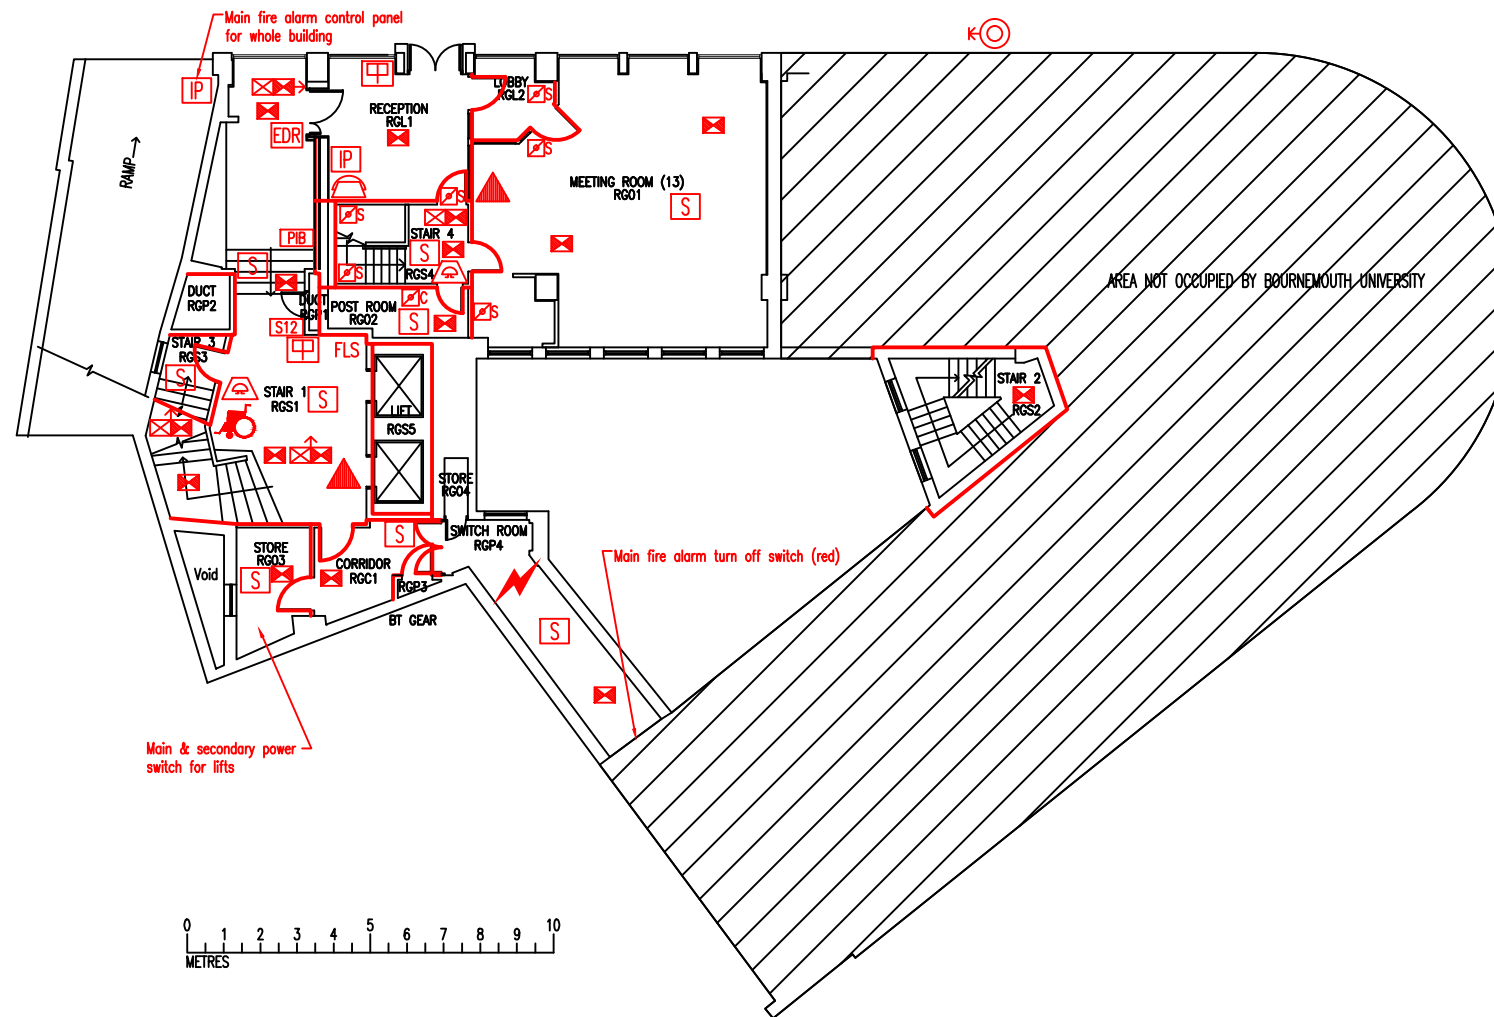 Main fire alarm control panel
for whole building
K
IP
LOBBY
RGL2
S
RECEPTION
RGL1
EDR
IP
S
RAMP
MEETING ROOM (13)
RG01
S
S
S
STAIR 4
S
RGS4
PIB
S
S
AREA NOT OCCUPIED BY BOURNEMOUTH UNIVERSITY
DUCT
RGP2
DUCT
RGP1
POST ROOM
RG02
C
S
S
S12
FLS
STAIR 3
RGS3
S
STAIR 1
RGS1
S
LIFT
RGS5
STAIR 2
RGS2
STORE
RG04
SWITCH ROOM
RGP4
S
STORE
RG03
S
CORRIDOR
RGC1
Void
RGP3
BT GEAR
Main fire alarm turn off switch (red)
S
Main & secondary power
switch for lifts
0 1 2 3 4 5 6 7 8 9 10
METRES